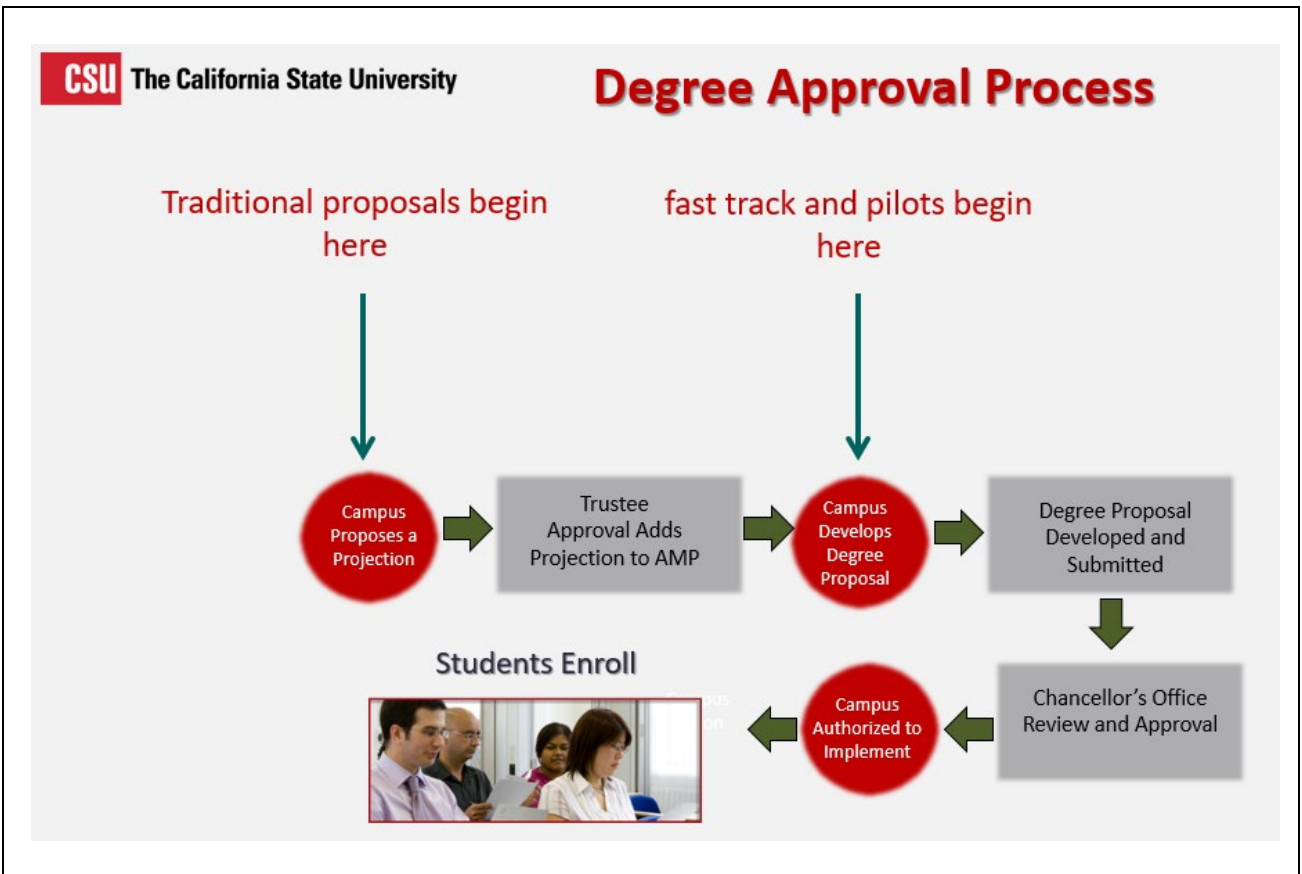 CSU The California State University
Degree Approval Process
Traditional proposals begin
here
fast track and pilots begin
here
Campus
Proposes a
Projection
Trustee
Approval Adds
Projection to AMP
Campus
Develops
Degree
Proposal
Degree Proposal
Developed and
Submitted
Chancellor's Office
Review and Approval
Campus
Authorized to
Implement
Students Enroll